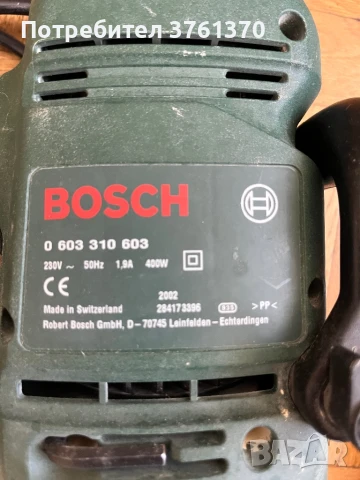 Потребител 3761370
BOSCH
0 603 310 603
230V ~ 50Hz 1,9A 400W
CE
2002
Made in Switzerland 284173396 >PP<
Robert Bosch GmbH, D-70745 Leinfelden-Echterdingen
BAZAR